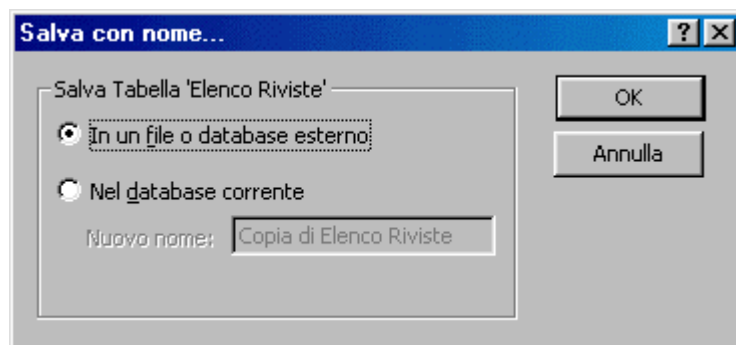 Salva con nome...
Salva Tabella 'Elenco Riviste'
In un file o database esterno
Nel database corrente
Nuovo nome: Copia di Elenco Riviste
OK
Annulla